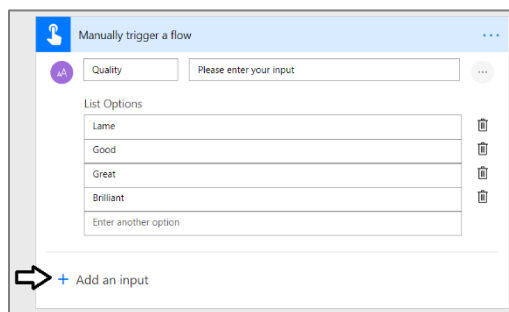 Manually trigger a flow
AA Quality Please enter your input
List Options
Lame
Good
Great
Brilliant
Enter another option
+ Add an input